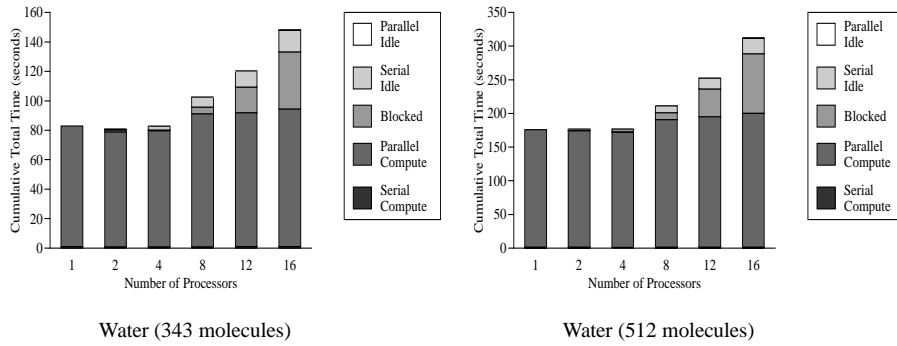 Cumulative Total Time (seconds)
160
140
120
100
80
60
40
20
0
1 2 4 8 12 16
Number of Processors
Parallel
Idle
Serial
Idle
Blocked
Parallel
Compute
Serial
Compute
Water (343 molecules)
Cumulative Total Time (seconds)
350
300
250
200
150
100
50
0
1 2 4 8 12 16
Number of Processors
Parallel
Idle
Serial
Idle
Blocked
Parallel
Compute
Serial
Compute
Water (512 molecules)